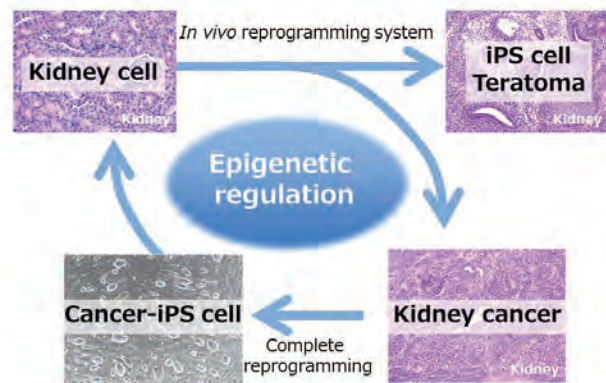 In vivo reprogramming system
Kidney cell
Kidney
iPS cell
Teratoma
Kidney
Epigenetic
regulation
Cancer-iPS cell
Complete
reprogramming
Kidney cancer
Kidney